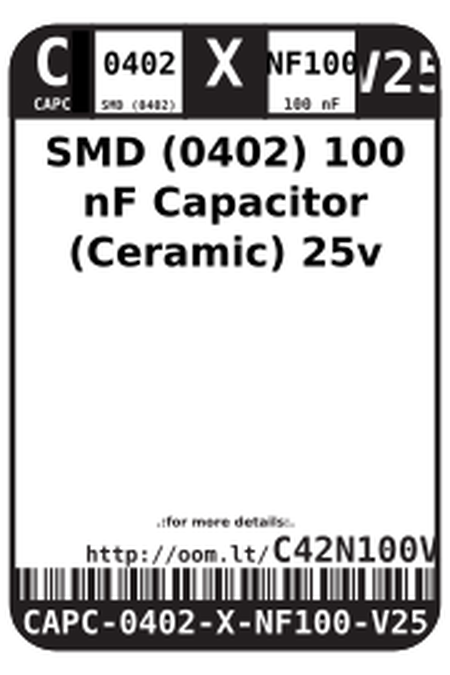 C 0402 X NF100 V25
CAPC SMD (0402) 100 nF
SMD (0402) 100
nF Capacitor
(Ceramic) 25v
.:for more details:.
http://oom.lt/C42N100V
CAPC-0402-X-NF100-V25